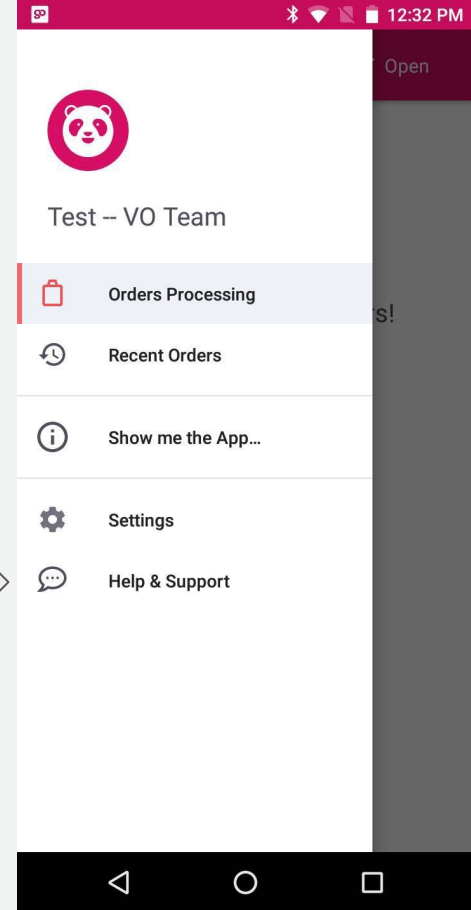 12:32 PM
Open
Test -- VO Team
Orders Processing
s!
Recent Orders
Show me the App...
Settings
Help & Support